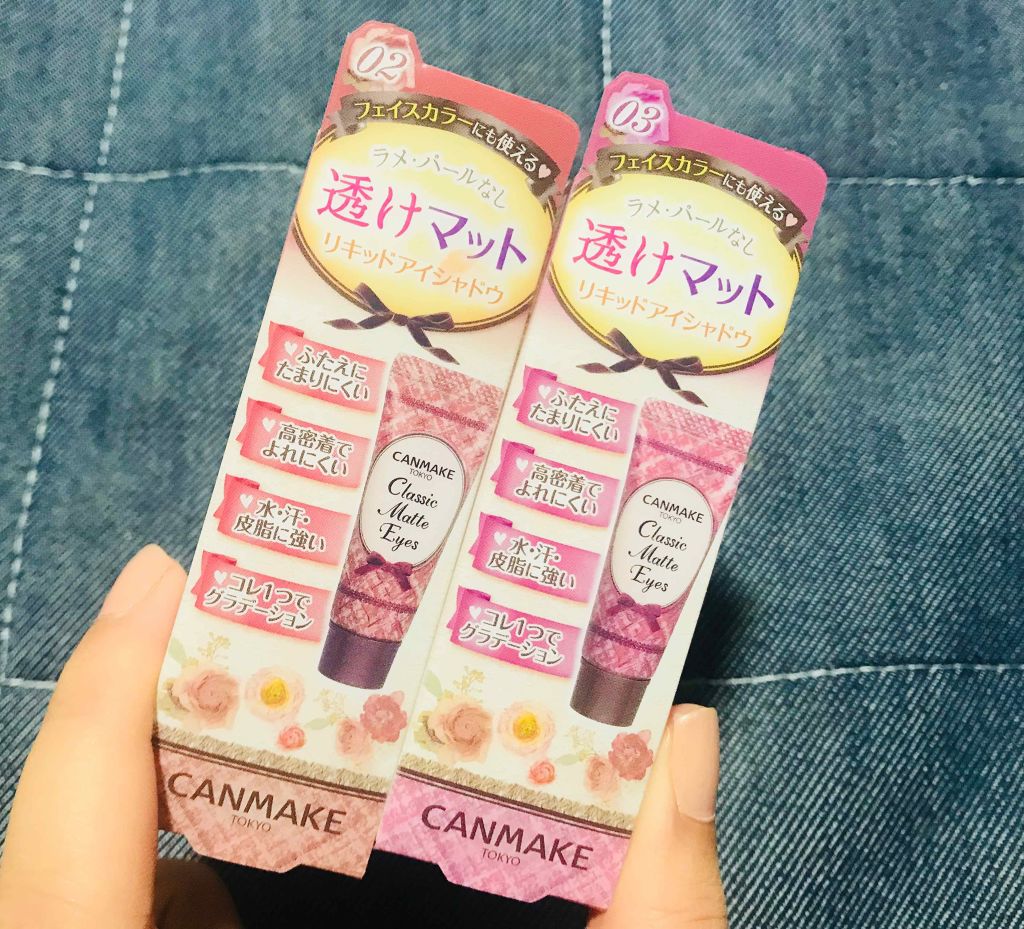 02
フェイスカラーにも使える♥
ラメ・パールなし
透けマット
リキッドアイシャドウ
♥ふたえに
たまりにくい
♥高密着で
よれにくい
♥水・汗・
皮脂に強い
♥コレ1つで
グラデーション
CANMAKE
TOKYO
Classic
Matte
Eyes
CANMAKE
TOKYO
03
フェイスカラーにも使える♥
ラメ・パールなし
透けマット
リキッドアイシャドウ
♥ふたえに
たまりにくい
♥高密着で
よれにくい
♥水・汗・
皮脂に強い
♥コレ1つで
グラデーション
CANMAKE
TOKYO
Classic
Matte
Eyes
CANMAKE
TOKYO